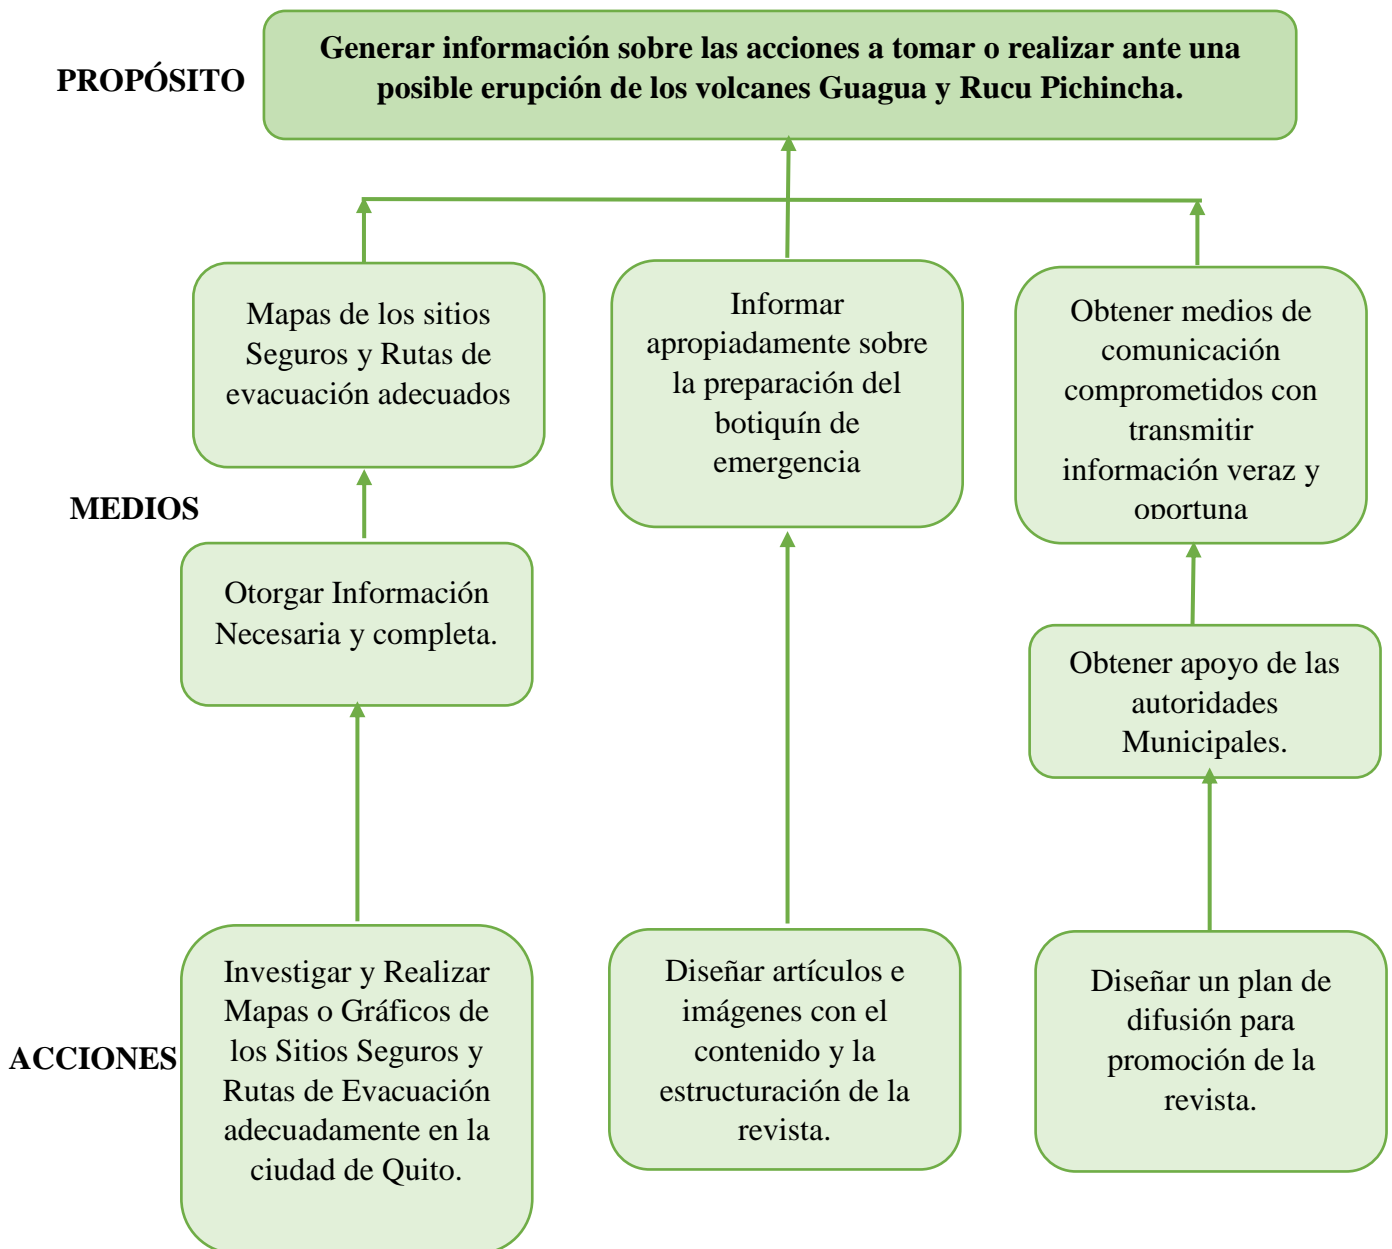 PROPÓSITO
Generar información sobre las acciones a tomar o realizar ante una
posible erupción de los volcanes Guagua y Rucu Pichincha.
Mapas de los sitios
Seguros y Rutas de
evacuación adecuados
Informar
apropiadamente sobre
la preparación del
botiquín de
emergencia
Obtener medios de
comunicación
comprometidos con
transmitir
información veraz y
oportuna
MEDIOS
Otorgar Información
Necesaria y completa.
Obtener apoyo de las
autoridades
Municipales.
ACCIONES
Investigar y Realizar
Mapas o Gráficos de
los Sitios Seguros y
Rutas de Evacuación
adecuadamente en la
ciudad de Quito.
Diseñar artículos e
imágenes con el
contenido y la
estructuración de la
revista.
Diseñar un plan de
difusión para
promoción de la
revista.